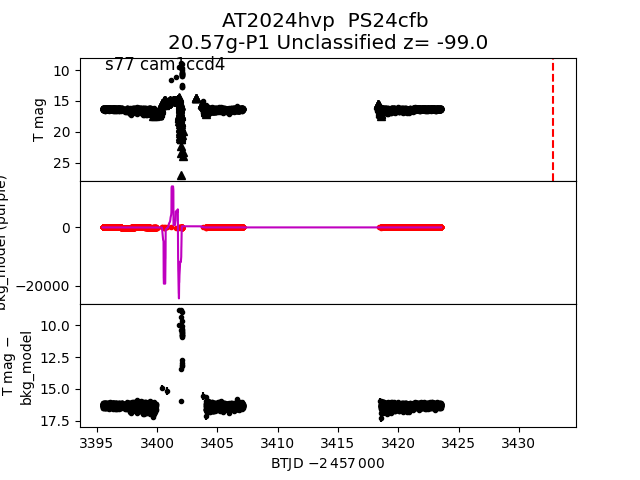 AT2024hvp PS24cfb
20.57g-P1 Unclassified z= -99.0
s77 cam1ccd4
10
15
20
25
T mag
0
−20000
bkg_model (purple)
10.0
12.5
15.0
17.5
T mag −
bkg_model
3395
3400
3405
3410
3415
3420
3425
3430
BTJD −2 457 000